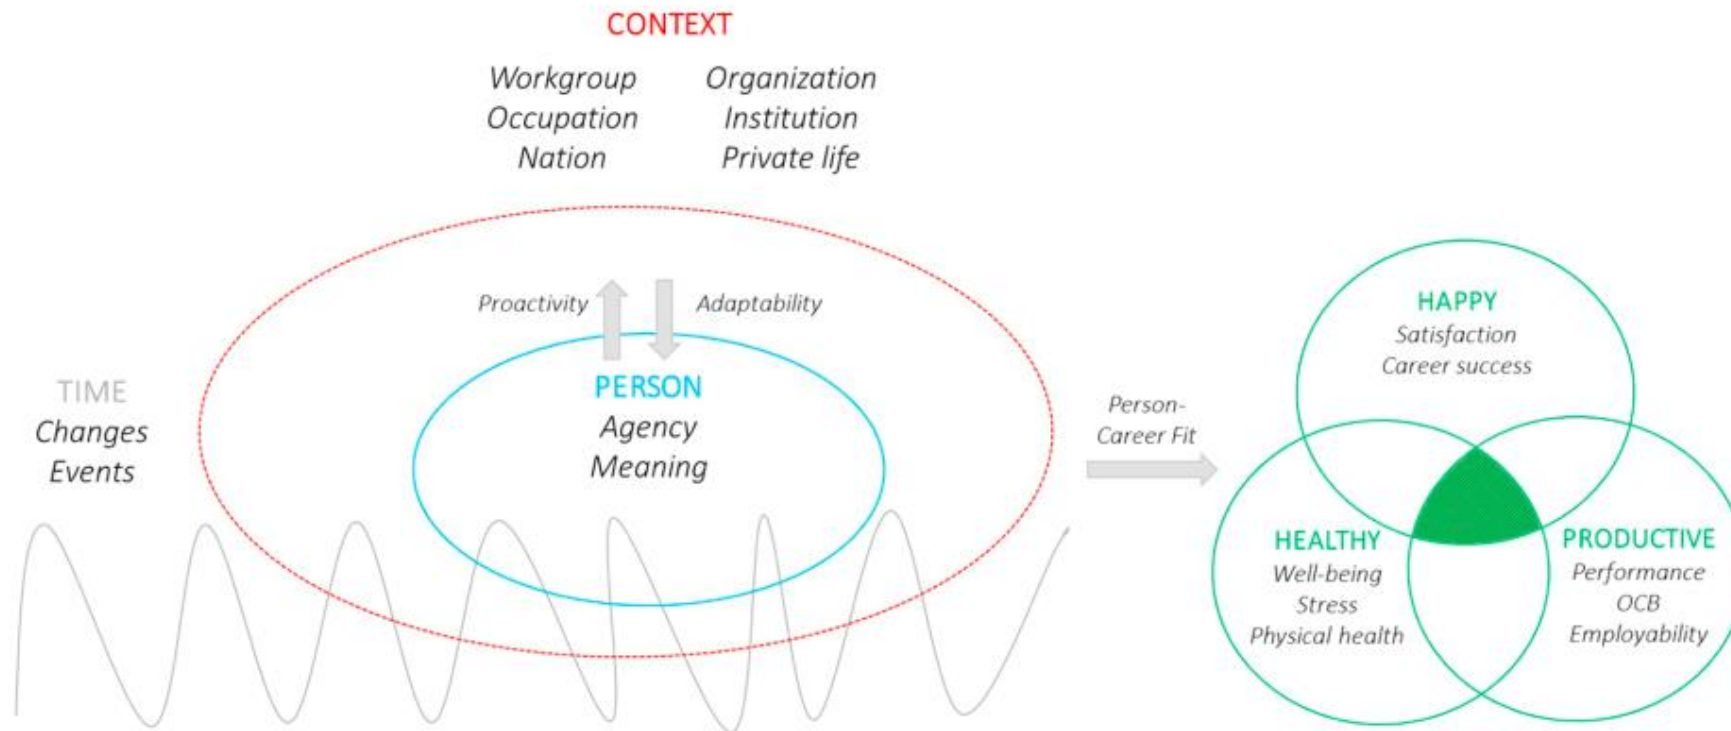 CONTEXT
Workgroup Organization
Occupation Institution
Nation Private life
Proactivity Adaptability
PERSON
Agency
Meaning
TIME
Changes
Events
Person-
Career Fit
HAPPY
Satisfaction
Career success
HEALTHY
Well-being
Stress
Physical health
PRODUCTIVE
Performance
OCB
Employability